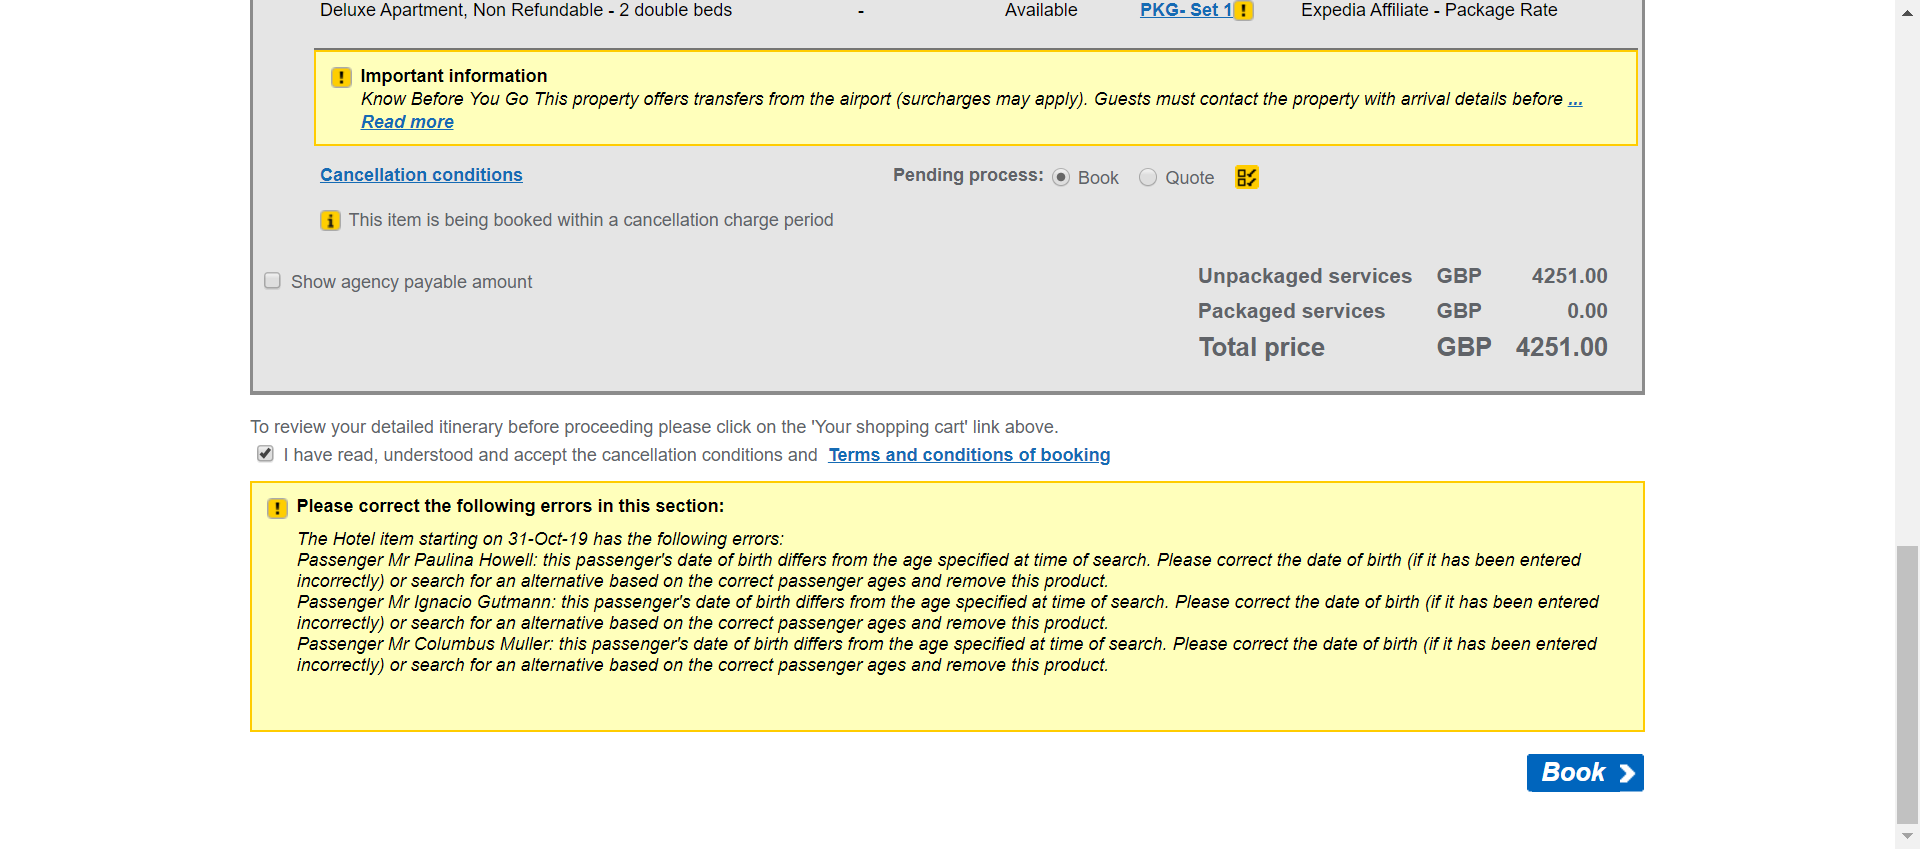 Deluxe Apartment, Non Refundable - 2 double beds - Available PKG- Set 1 Expedia Affiliate - Package Rate
Important information
Know Before You Go This property offers transfers from the airport (surcharges may apply). Guests must contact the property with arrival details before ...
Read more
Cancellation conditions Pending process: Book Quote
This item is being booked within a cancellation charge period
Show agency payable amount
Unpackaged services GBP 4251.00
Packaged services GBP 0.00
Total price GBP 4251.00
To review your detailed itinerary before proceeding please click on the 'Your shopping cart' link above.
I have read, understood and accept the cancellation conditions and Terms and conditions of booking
Please correct the following errors in this section:
The Hotel item starting on 31-Oct-19 has the following errors:
Passenger Mr Paulina Howell: this passenger's date of birth differs from the age specified at time of search. Please correct the date of birth (if it has been entered
incorrectly) or search for an alternative based on the correct passenger ages and remove this product.
Passenger Mr Ignacio Gutmann: this passenger's date of birth differs from the age specified at time of search. Please correct the date of birth (if it has been entered
incorrectly) or search for an alternative based on the correct passenger ages and remove this product.
Passenger Mr Columbus Muller: this passenger's date of birth differs from the age specified at time of search. Please correct the date of birth (if it has been entered
incorrectly) or search for an alternative based on the correct passenger ages and remove this product.
Book